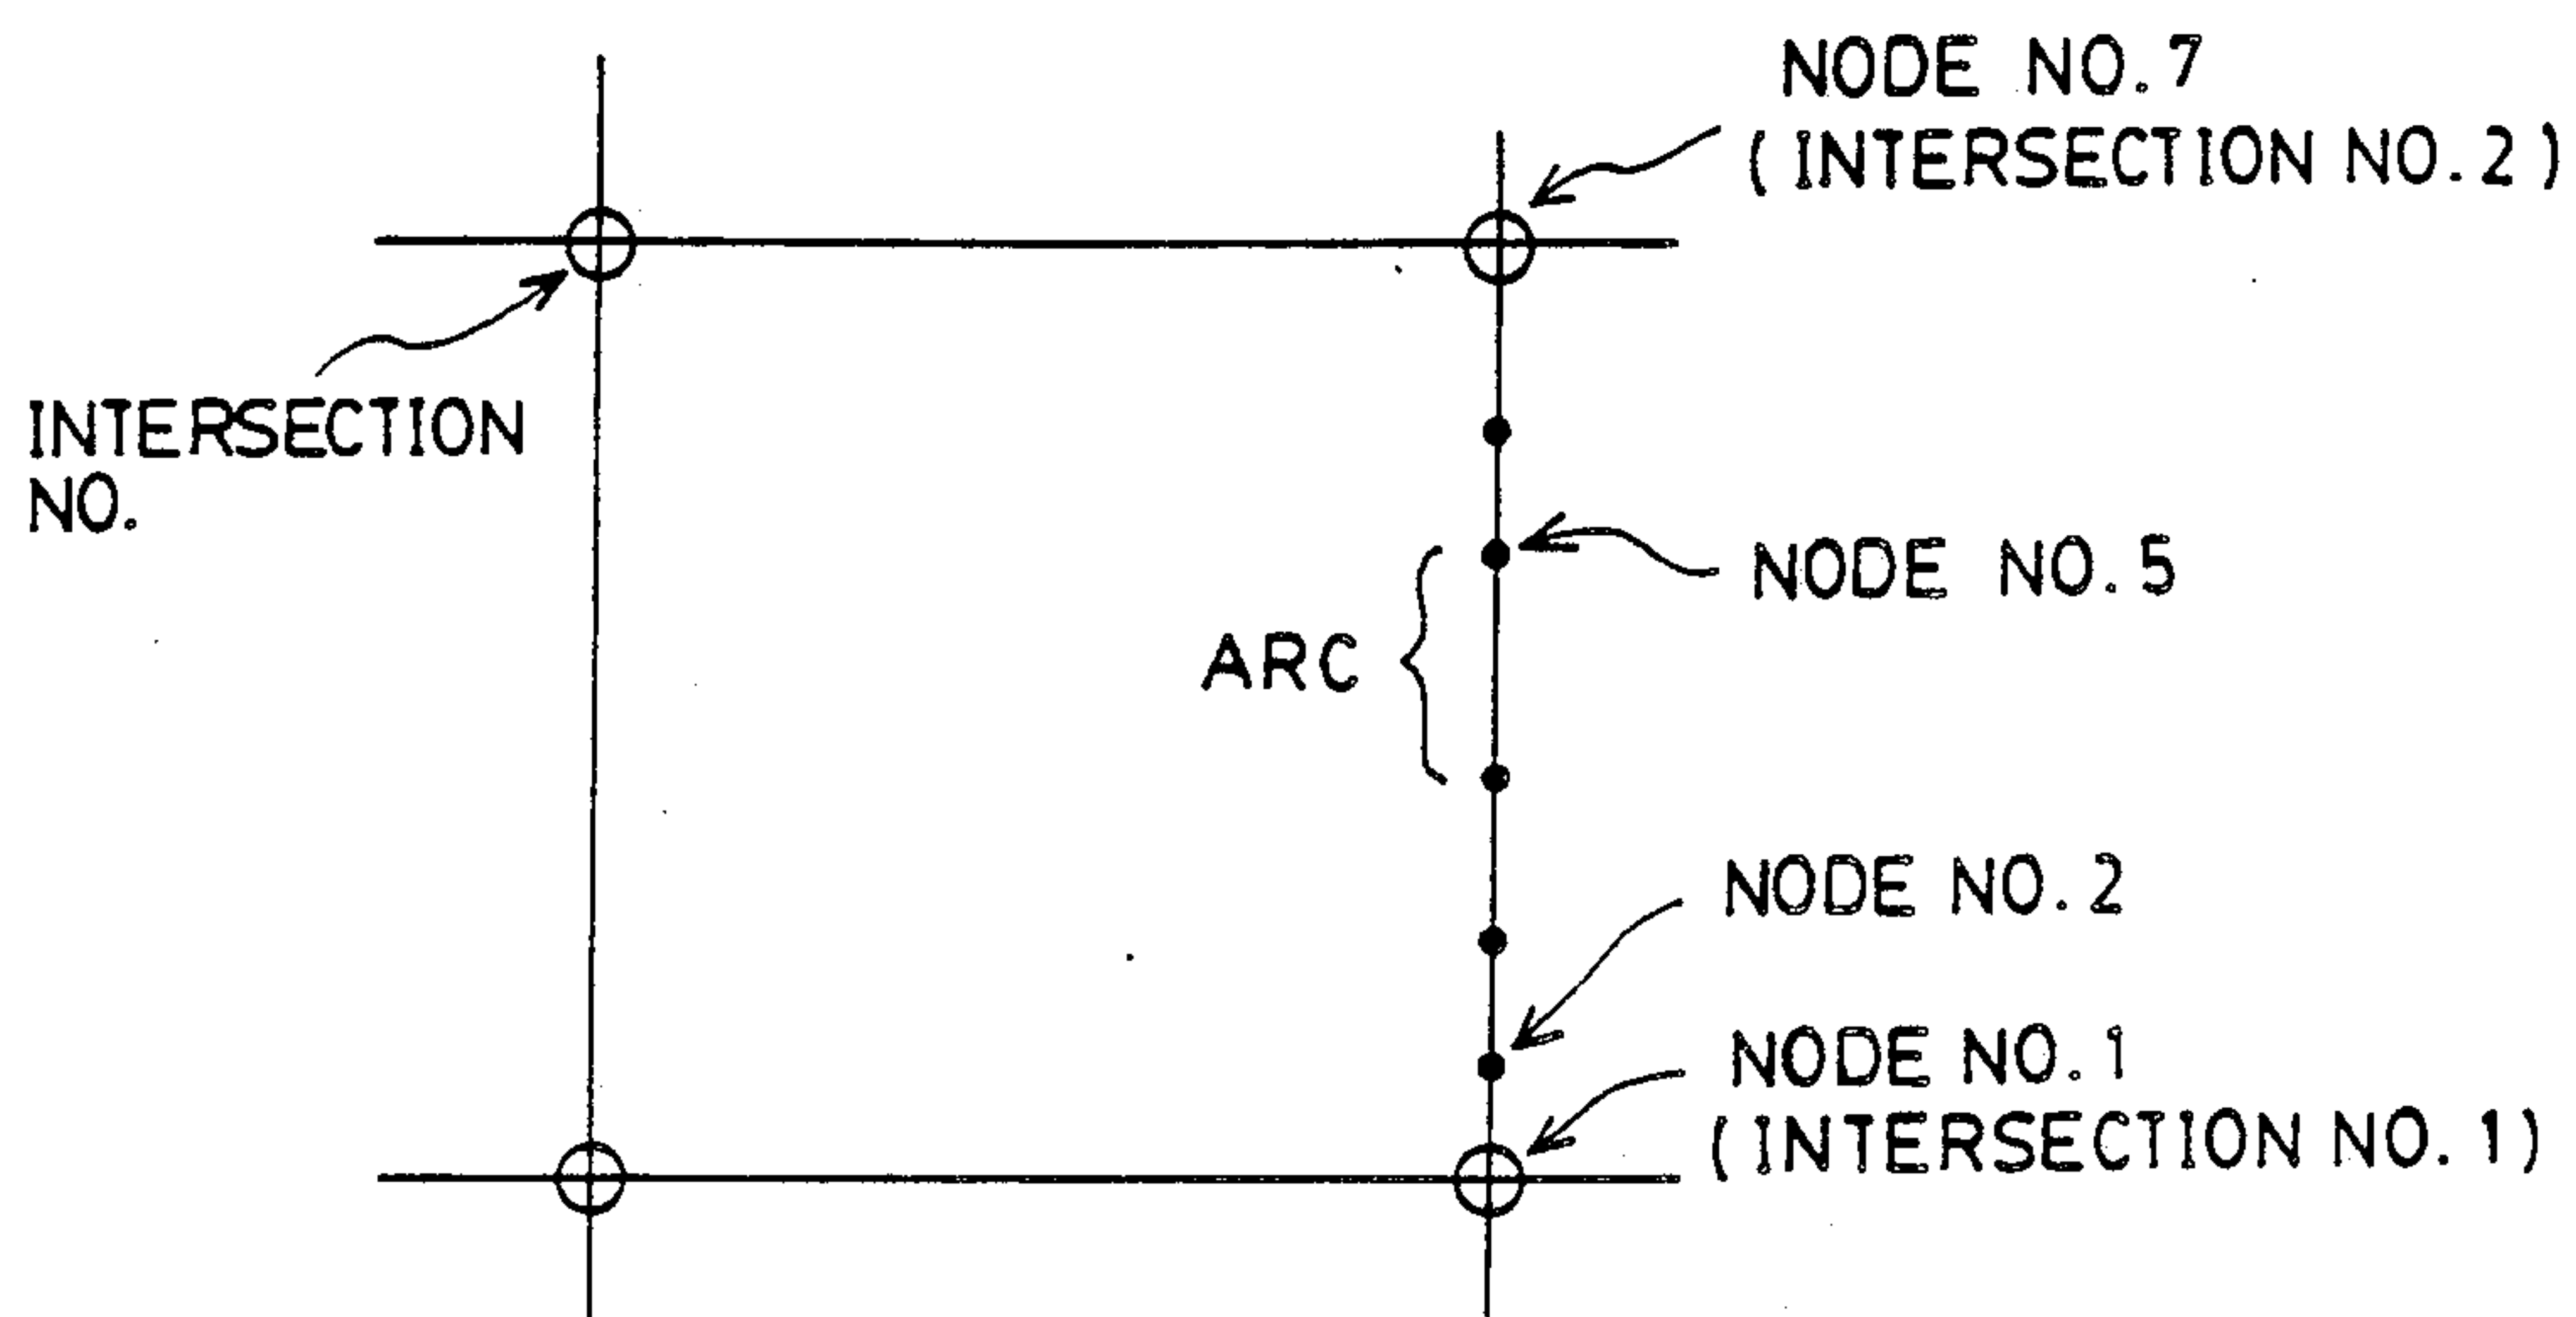 NODE NO. 7
(INTERSECTION NO. 2)
INTERSECTION
NO.
NODE NO. 5
ARC
NODE NO. 2
NODE NO. 1
(INTERSECTION NO. 1)